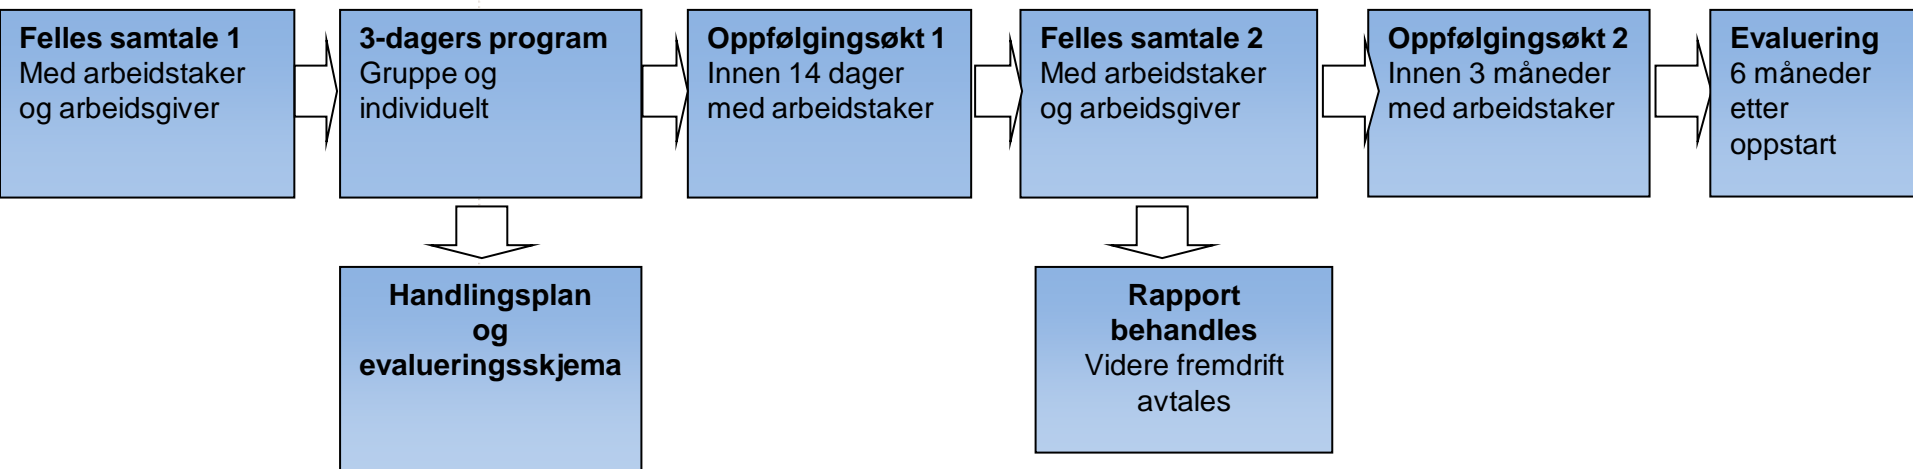 Felles samtale 1
Med arbeidstaker
og arbeidsgiver
3-dagers program
Gruppe og
individuelt
Oppfølgingsøkt 1
Innen 14 dager
med arbeidstaker
Felles samtale 2
Med arbeidstaker
og arbeidsgiver
Oppfølgingsøkt 2
Innen 3 måneder
med arbeidstaker
Evaluering
6 måneder
etter
oppstart
Handlingsplan
og
evalueringsskjema
Rapport
behandles
Videre fremdrift
avtales